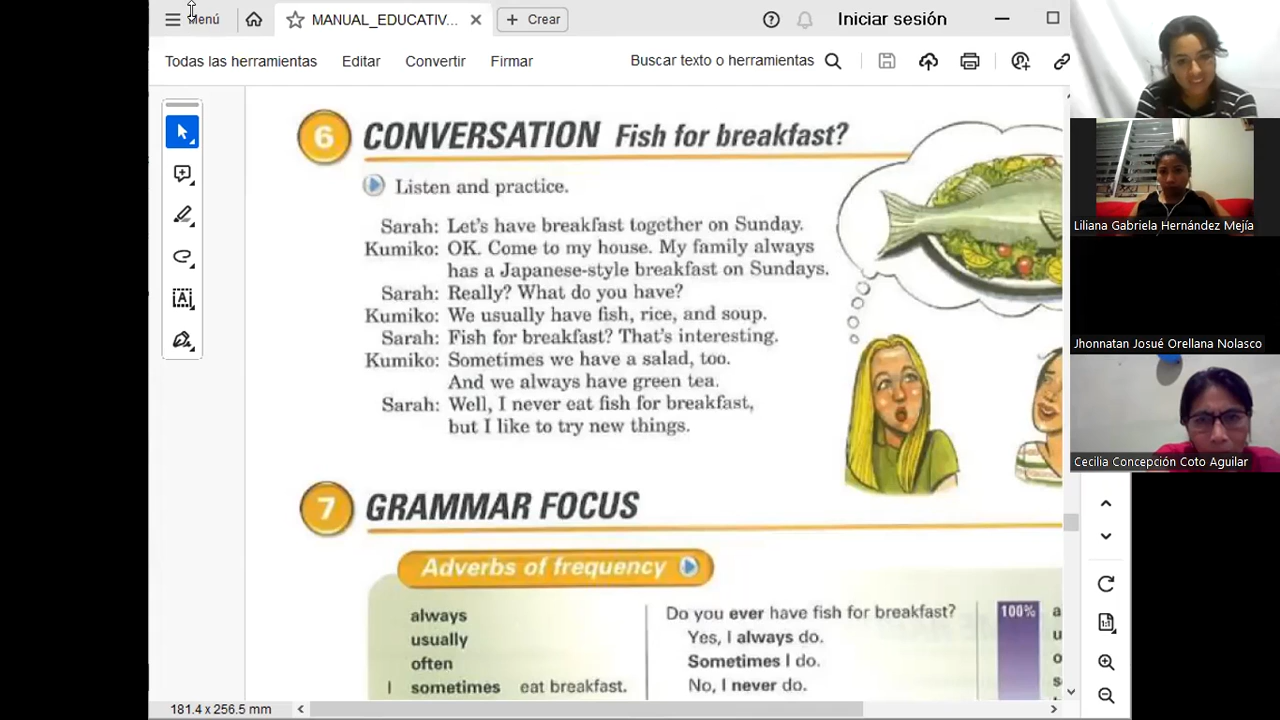 Menú
MANUAL_EDUCATIV...
Crear
Iniciar sesión
Todas las herramientas
Editar
Convertir
Firmar
Buscar texto o herramientas
6 CONVERSATION Fish for breakfast?
Listen and practice.
Sarah: Let's have breakfast together on Sunday.
Kumiko: OK. Come to my house. My family always
has a Japanese-style breakfast on Sundays.
Sarah: Really? What do you have?
Kumiko: We usually have fish, rice, and soup.
Sarah: Fish for breakfast? That's interesting.
Kumiko: Sometimes we have a salad, too.
And we always have green tea.
Sarah: Well, I never eat fish for breakfast,
but I like to try new things.
7 GRAMMAR FOCUS
Adverbs of frequency
always
usually
often
I sometimes eat breakfast.
Do you ever have fish for breakfast?
Yes, I always do.
Sometimes I do.
No, I never do.
100%
a
u
o
s
181.4 x 256.5 mm
Liliana Gabriela Hernández Mejía
Jhonnatan Josué Orellana Nolasco
Cecilia Concepción Coto Aguilar